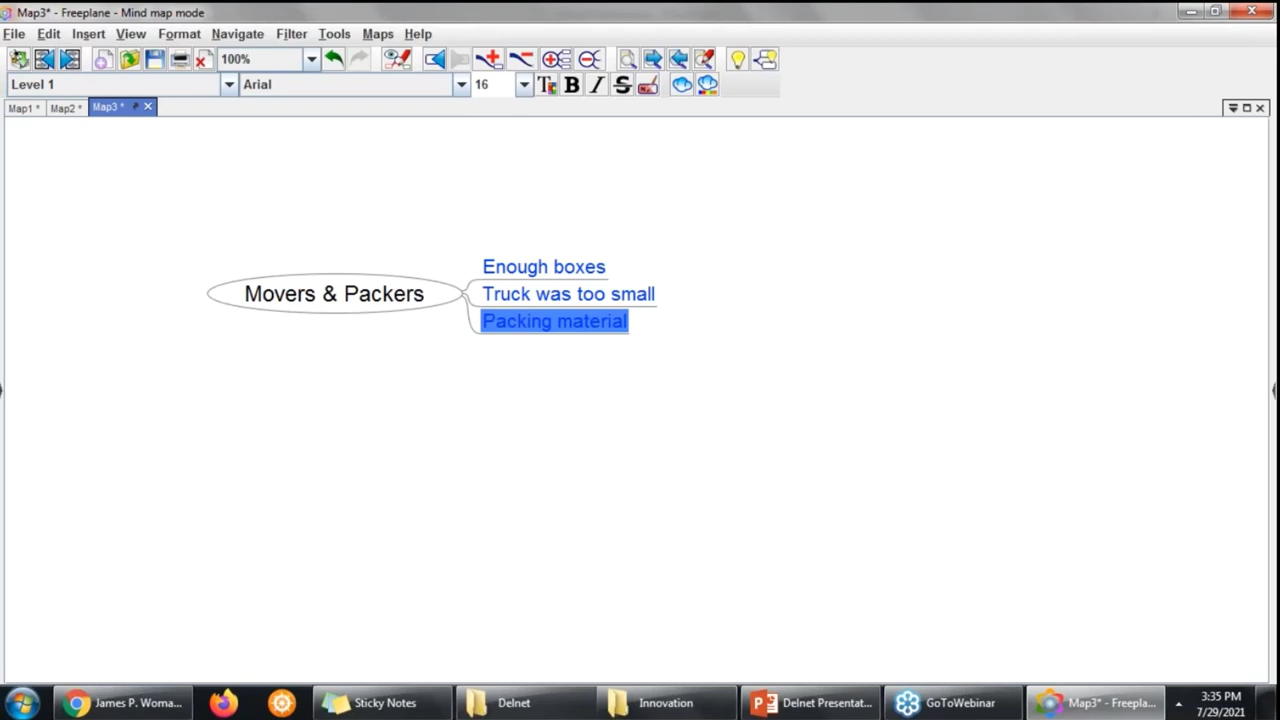 Map3* - Freeplane - Mind map mode
File Edit Insert View Format Navigate Filter Tools Maps Help
100%
Level 1 Arial 16 B I S
Map1 * Map2 * Map3 *
Enough boxes
Movers & Packers Truck was too small
Packing material
James P. Woma... Sticky Notes Delnet Innovation Delnet Presentat... GoToWebinar Map3* - Freepla... 3:35 PM
7/29/2021